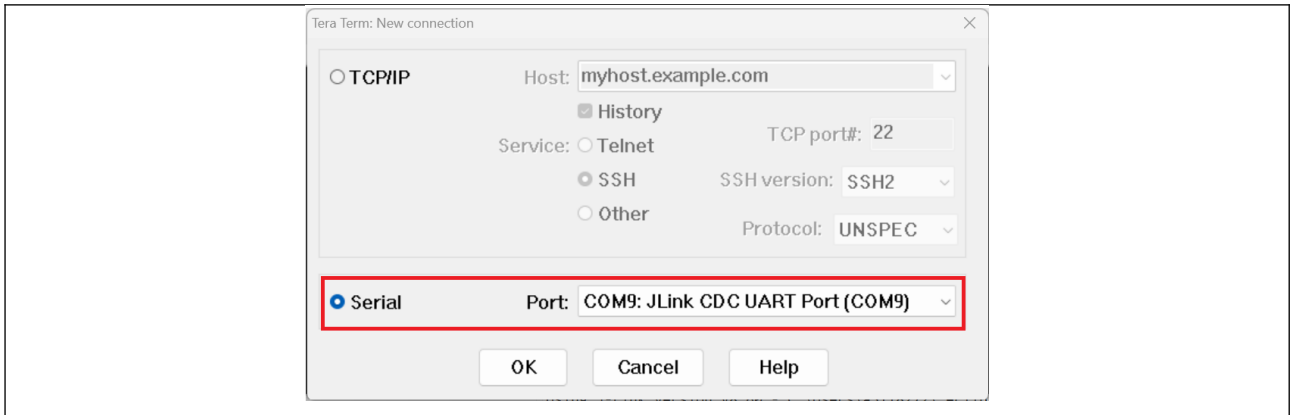 Tera Term: New connection
TCP/IP Host: myhost.example.com
History
Service: Telnet TCP port#: 22
SSH SSH version: SSH2
Other Protocol: UNSPEC
Serial Port: COM9: JLink CDC UART Port (COM9)
OK Cancel Help